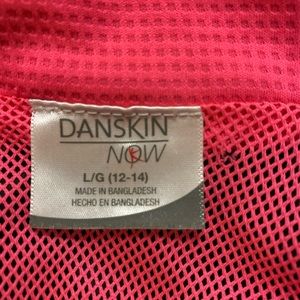 DANSKIN
NOW
L/G (12-14)
MADE IN BANGLADESH
HECHO EN BANGLADESH